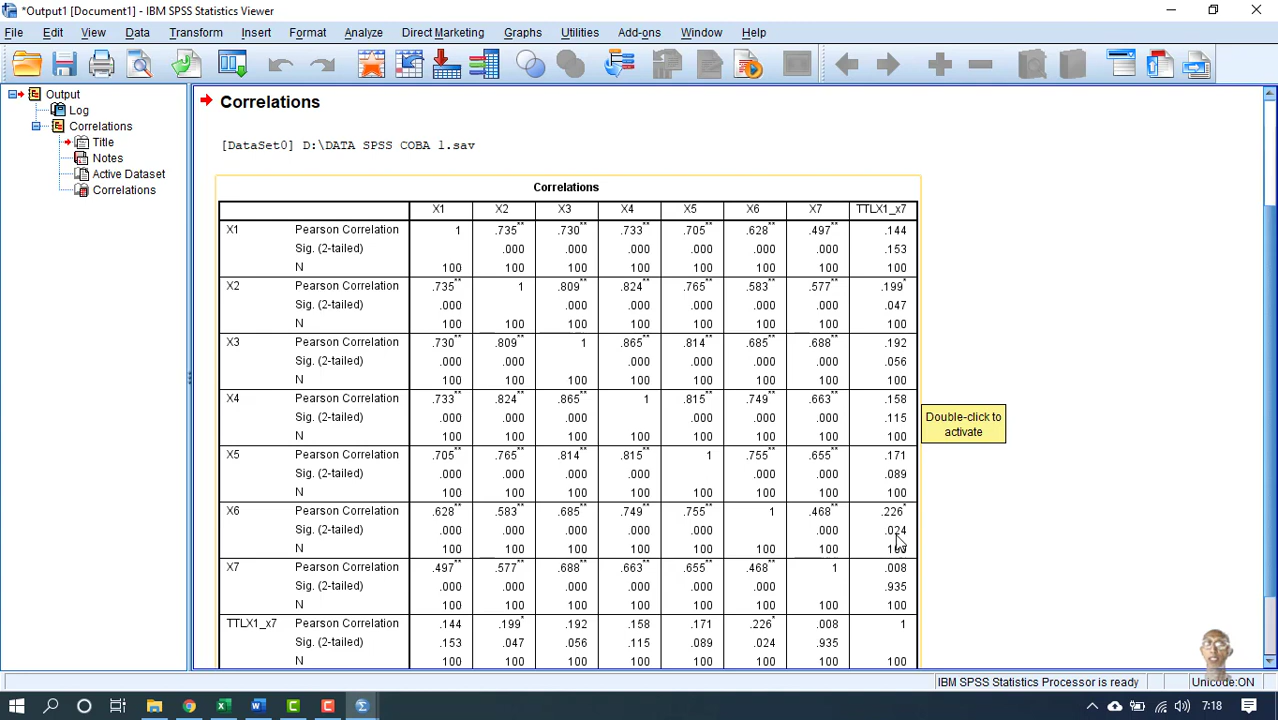 *Output1 [Document1] - IBM SPSS Statistics Viewer
File Edit View Data Transform Insert Format Analyze Direct Marketing Graphs Utilities Add-ons Window Help
Output
Log
Correlations
Title
Notes
Active Dataset
Correlations
Correlations
[DataSet0] D:\DATA SPSS COBA 1.sav
Correlations
X1 X2 X3 X4 X5 X6 X7 TTLX1_x7
X1 Pearson Correlation 1 .735** .730** .733** .705** .628** .497** .144
Sig. (2-tailed) .000 .000 .000 .000 .000 .000 .153
N 100 100 100 100 100 100 100 100
X2 Pearson Correlation .735** 1 .809** .824** .765** .583** .577** .199*
Sig. (2-tailed) .000 .000 .000 .000 .000 .000 .047
N 100 100 100 100 100 100 100 100
X3 Pearson Correlation .730** .809** 1 .865** .814** .685** .688** .192
Sig. (2-tailed) .000 .000 .000 .000 .000 .000 .056
N 100 100 100 100 100 100 100 100
X4 Pearson Correlation .733** .824** .865** 1 .815** .749** .663** .158
Sig. (2-tailed) .000 .000 .000 .000 .000 .000 .115
N 100 100 100 100 100 100 100 100
X5 Pearson Correlation .705** .765** .814** .815** 1 .755** .655** .171
Sig. (2-tailed) .000 .000 .000 .000 .000 .000 .089
N 100 100 100 100 100 100 100 100
X6 Pearson Correlation .628** .583** .685** .749** .755** 1 .468** .226*
Sig. (2-tailed) .000 .000 .000 .000 .000 .000 .024
N 100 100 100 100 100 100 100 100
X7 Pearson Correlation .497** .577** .688** .663** .655** .468** 1 .008
Sig. (2-tailed) .000 .000 .000 .000 .000 .000 .935
N 100 100 100 100 100 100 100 100
TTLX1_x7 Pearson Correlation .144 .199* .192 .158 .171 .226* .008 1
Sig. (2-tailed) .153 .047 .056 .115 .089 .024 .935
N 100 100 100 100 100 100 100 100
Double-click to
activate
IBM SPSS Statistics Processor is ready Unicode:ON
7:18